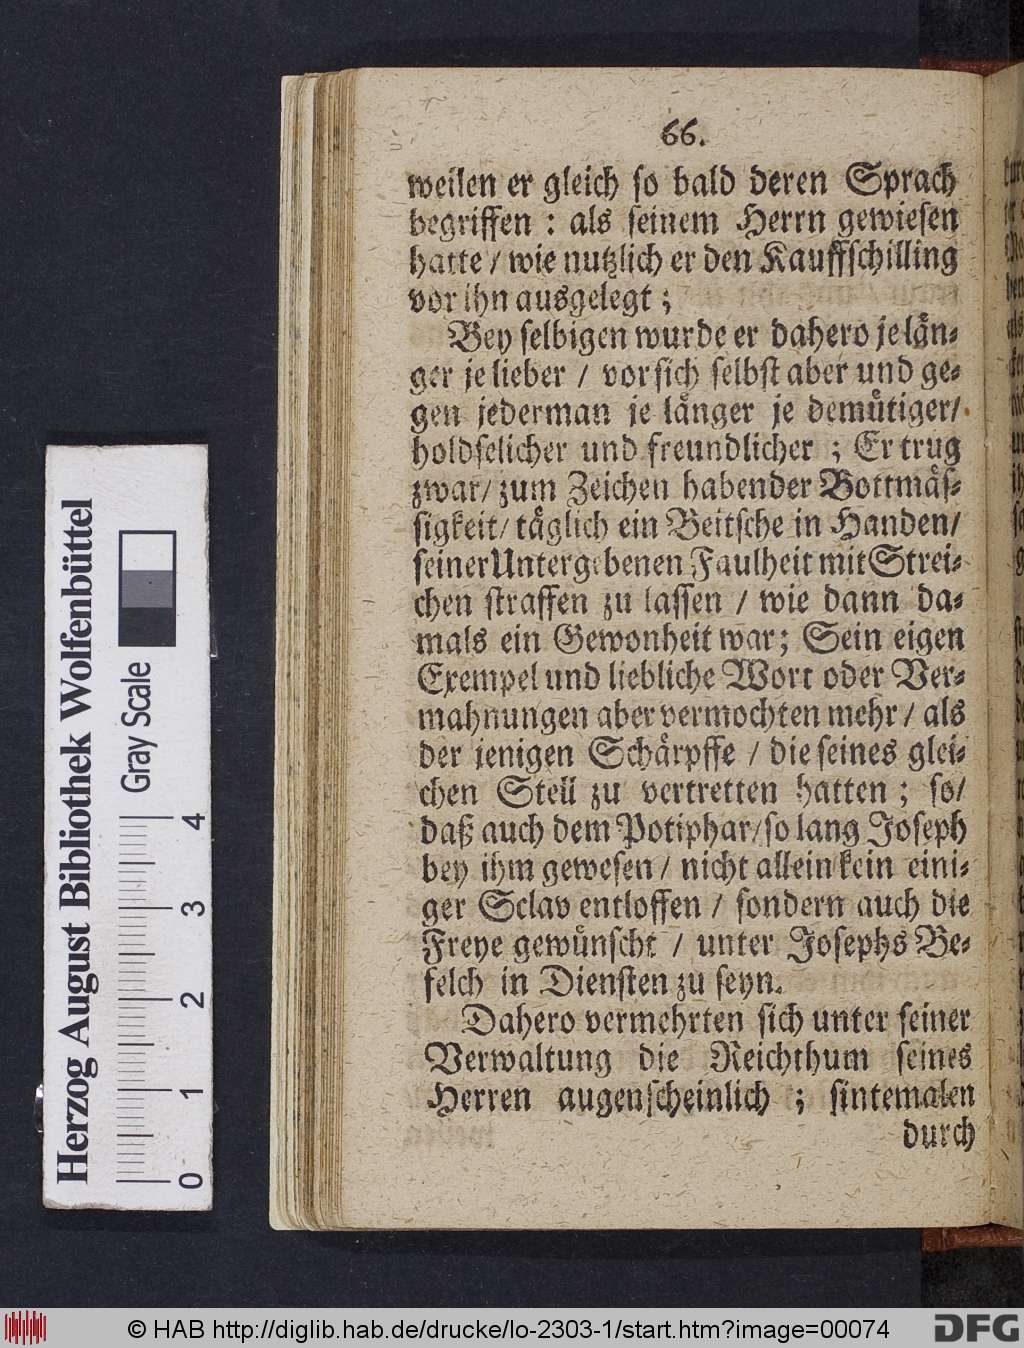 66.
weilen er gleich so bald deren Sprach
begriffen : als seinem Herrn gewiesen
hatte / wie nutzlich er den Kauffschilling
vor ihn ausgelegt ;
Bey selbigen wurde er dahero je län-
ger je lieber / vor sich selbst aber und ge-
gen jederman je länger je demütiger/
holdselicher und freundlicher ; Er trug
zwar/ zum Zeichen habender Bottmäs-
sigkeit/ täglich ein Beitsche in Handen/
seiner Untergebenen Faulheit mit Strei-
chen straffen zu lassen / wie dann da-
mals ein Gewonheit war; Sein eigen
Exempel und liebliche Wort oder Ver-
mahnungen aber vermochten mehr / als
der jenigen Schärpffe / die seines glei-
chen Stell zu vertretten hatten ; so/
daß auch dem Potiphar/so lang Joseph
bey ihm gewesen / nicht allein kein eini-
ger Sclav entloffen / sondern auch die
Freye gewünscht / unter Josephs Be-
felch in Diensten zu seyn.
Dahero vermehrten sich unter seiner
Verwaltung die Reichthum seines
Herren augenscheinlich ; sintemalen
durch
Herzog August Bibliothek Wolfenbüttel
Gray Scale
0 1 2 3 4
© HAB http://diglib.hab.de/drucke/lo-2303-1/start.htm?image=00074
DFG